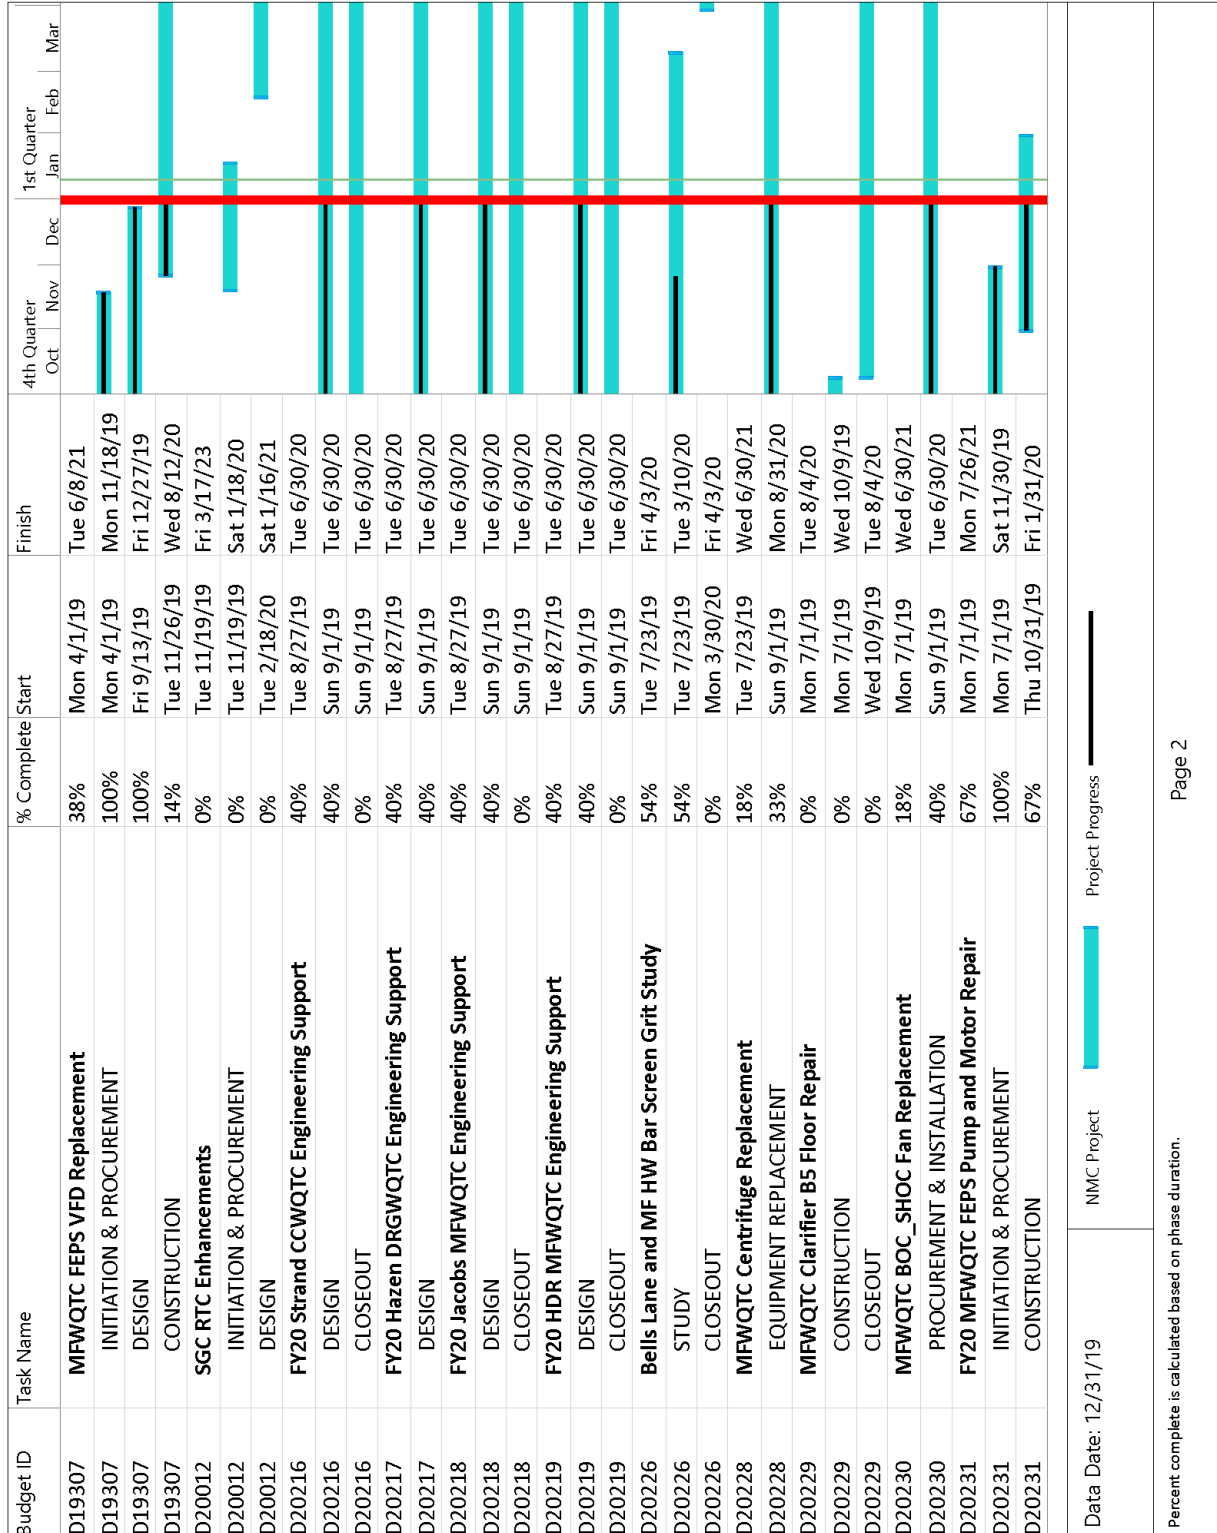 Budget ID Task Name % Complete Start Finish 4th Quarter 1st Quarter
Oct Nov Dec Jan Feb Mar
D19307 MFWQTC FEPS VFD Replacement 38% Mon 4/1/19 Tue 6/8/21
D19307 INITIATION & PROCUREMENT 100% Mon 4/1/19 Mon 11/18/19
D19307 DESIGN 100% Fri 9/13/19 Fri 12/27/19
D19307 CONSTRUCTION 14% Tue 11/26/19 Wed 8/12/20
D20012 SGC RTC Enhancements 0% Tue 11/19/19 Fri 3/17/23
D20012 INITIATION & PROCUREMENT 0% Tue 11/19/19 Sat 1/18/20
D20012 DESIGN 0% Tue 2/18/20 Sat 1/16/21
D20216 FY20 Strand CCWQTC Engineering Support 40% Tue 8/27/19 Tue 6/30/20
D20216 DESIGN 40% Sun 9/1/19 Tue 6/30/20
D20216 CLOSEOUT 0% Sun 9/1/19 Tue 6/30/20
D20217 FY20 Hazen DRGWQTC Engineering Support 40% Tue 8/27/19 Tue 6/30/20
D20217 DESIGN 40% Sun 9/1/19 Tue 6/30/20
D20218 FY20 Jacobs MFWQTC Engineering Support 40% Tue 8/27/19 Tue 6/30/20
D20218 DESIGN 40% Sun 9/1/19 Tue 6/30/20
D20218 CLOSEOUT 0% Sun 9/1/19 Tue 6/30/20
D20219 FY20 HDR MFWQTC Engineering Support 40% Tue 8/27/19 Tue 6/30/20
D20219 DESIGN 40% Sun 9/1/19 Tue 6/30/20
D20219 CLOSEOUT 0% Sun 9/1/19 Tue 6/30/20
D20226 Bells Lane and MF HW Bar Screen Grit Study 54% Tue 7/23/19 Fri 4/3/20
D20226 STUDY 54% Tue 7/23/19 Tue 3/10/20
D20226 CLOSEOUT 0% Mon 3/30/20 Fri 4/3/20
D20228 MFWQTC Centrifuge Replacement 18% Tue 7/23/19 Wed 6/30/21
D20228 EQUIPMENT REPLACEMENT 33% Sun 9/1/19 Mon 8/31/20
D20229 MFWQTC Clarifier B5 Floor Repair 0% Mon 7/1/19 Tue 8/4/20
D20229 CONSTRUCTION 0% Mon 7/1/19 Wed 10/9/19
D20229 CLOSEOUT 0% Wed 10/9/19 Tue 8/4/20
D20230 MFWQTC BOC_SHOC Fan Replacement 18% Mon 7/1/19 Wed 6/30/21
D20230 PROCUREMENT & INSTALLATION 40% Sun 9/1/19 Tue 6/30/20
D20231 FY20 MFWQTC FEPS Pump and Motor Repair 67% Mon 7/1/19 Mon 7/26/21
D20231 INITIATION & PROCUREMENT 100% Mon 7/1/19 Sat 11/30/19
D20231 CONSTRUCTION 67% Thu 10/31/19 Fri 1/31/20
Data Date: 12/31/19 NMC Project Project Progress
Page 2
Percent complete is calculated based on phase duration.